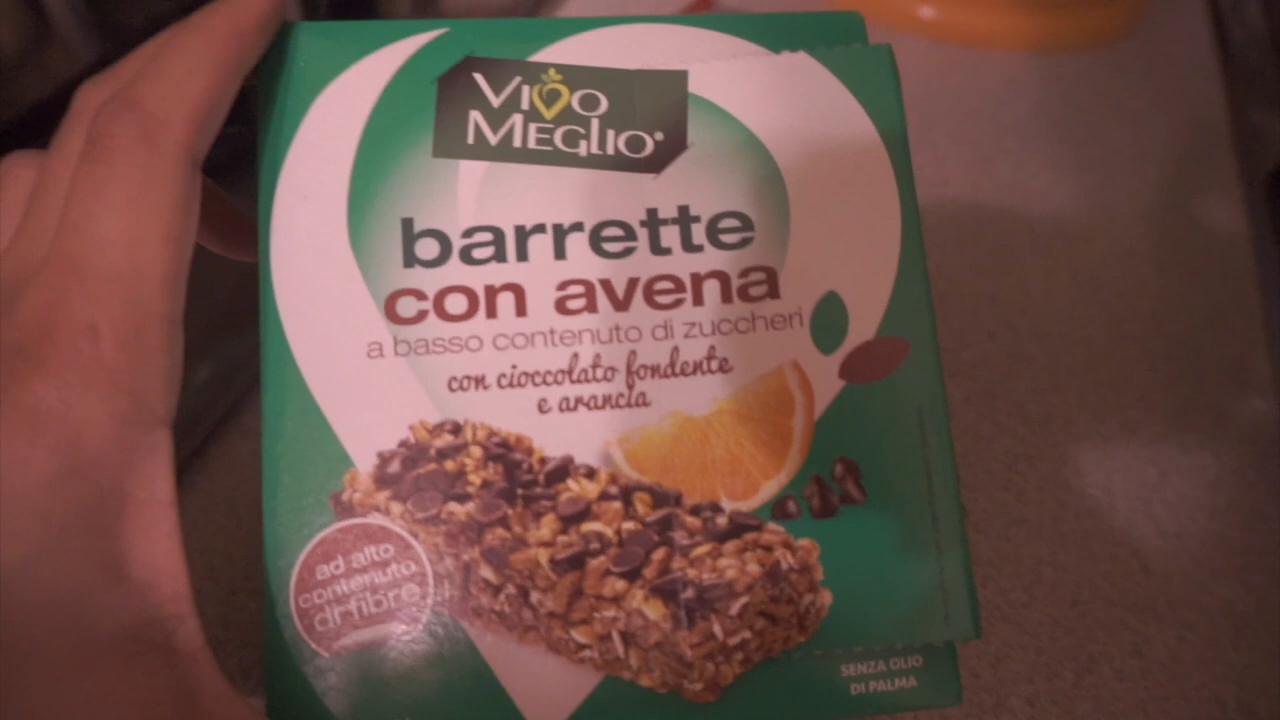 VIVO
MEGLIO®
barrette
con avena
a basso contenuto di zuccheri
con cioccolato fondente
e arancia
ad alto
contenuto
di fibre
SENZA OLIO
DI PALMA